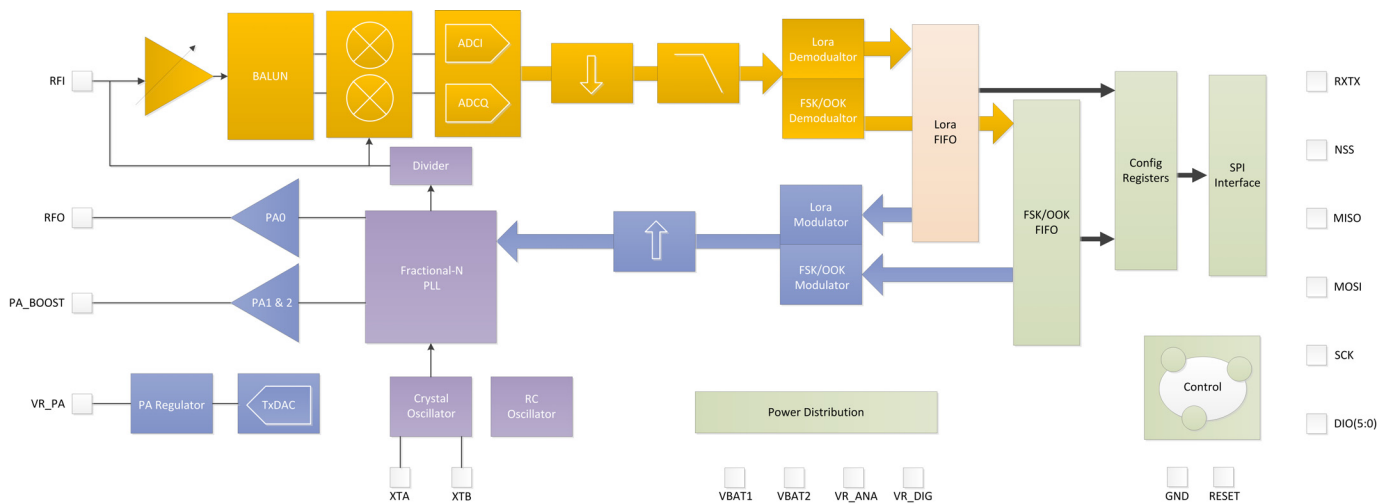 RFI
BALUN
ADCI
ADCQ
Lora
Demodualtor
FSK/OOK
Demodualtor
Lora
FIFO
Config
Registers
SPI
Interface
RXTX
NSS
Divider
RFO
PA0
Fractional-N
PLL
Lora
Modulator
FSK/OOK
Modulator
FSK/OOK
FIFO
MISO
PA_BOOST
PA1 & 2
MOSI
VR_PA
PA Regulator
TxDAC
Crystal
Oscillator
RC
Oscillator
Power Distribution
Control
SCK
DIO(5:0)
XTA
XTB
VBAT1
VBAT2
VR_ANA
VR_DIG
GND
RESET